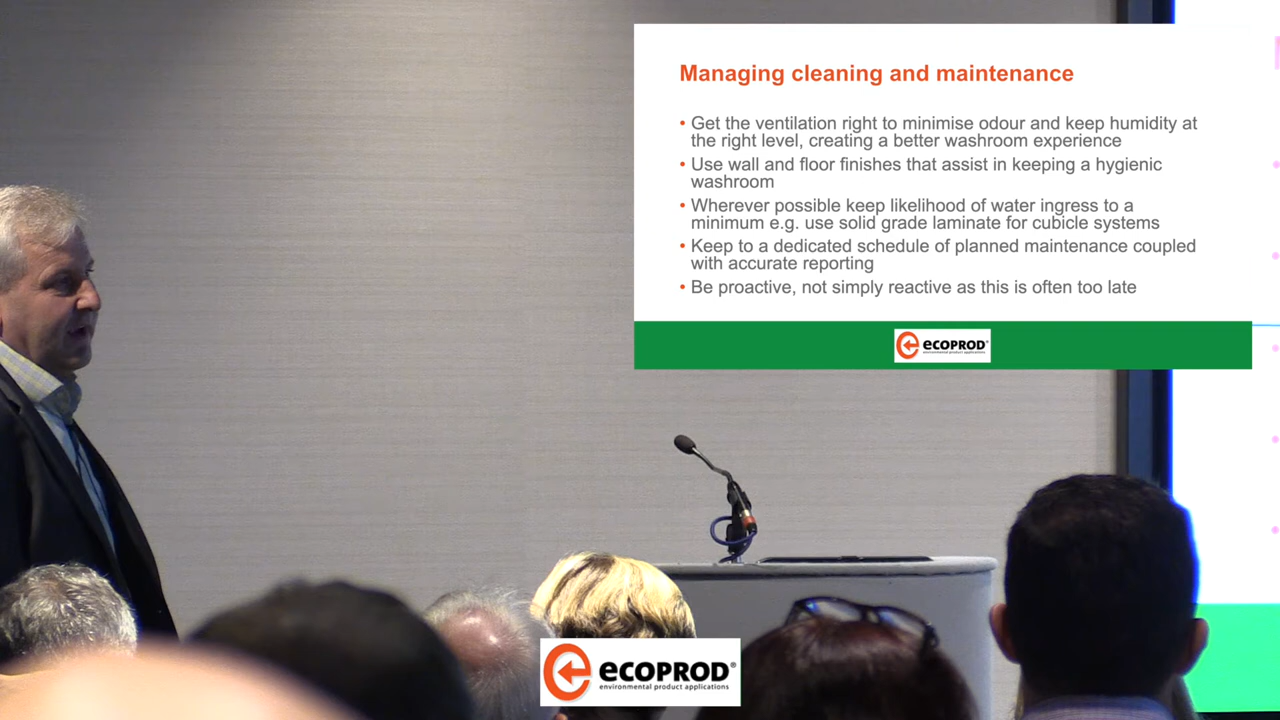 Managing cleaning and maintenance
• Get the ventilation right to minimise odour and keep humidity at
the right level, creating a better washroom experience
• Use wall and floor finishes that assist in keeping a hygienic
washroom
• Wherever possible keep likelihood of water ingress to a
minimum e.g. use solid grade laminate for cubicle systems
• Keep to a dedicated schedule of planned maintenance coupled
with accurate reporting
• Be proactive, not simply reactive as this is often too late
ecoprod®
environmental product applications
ecoprod®
environmental product applications